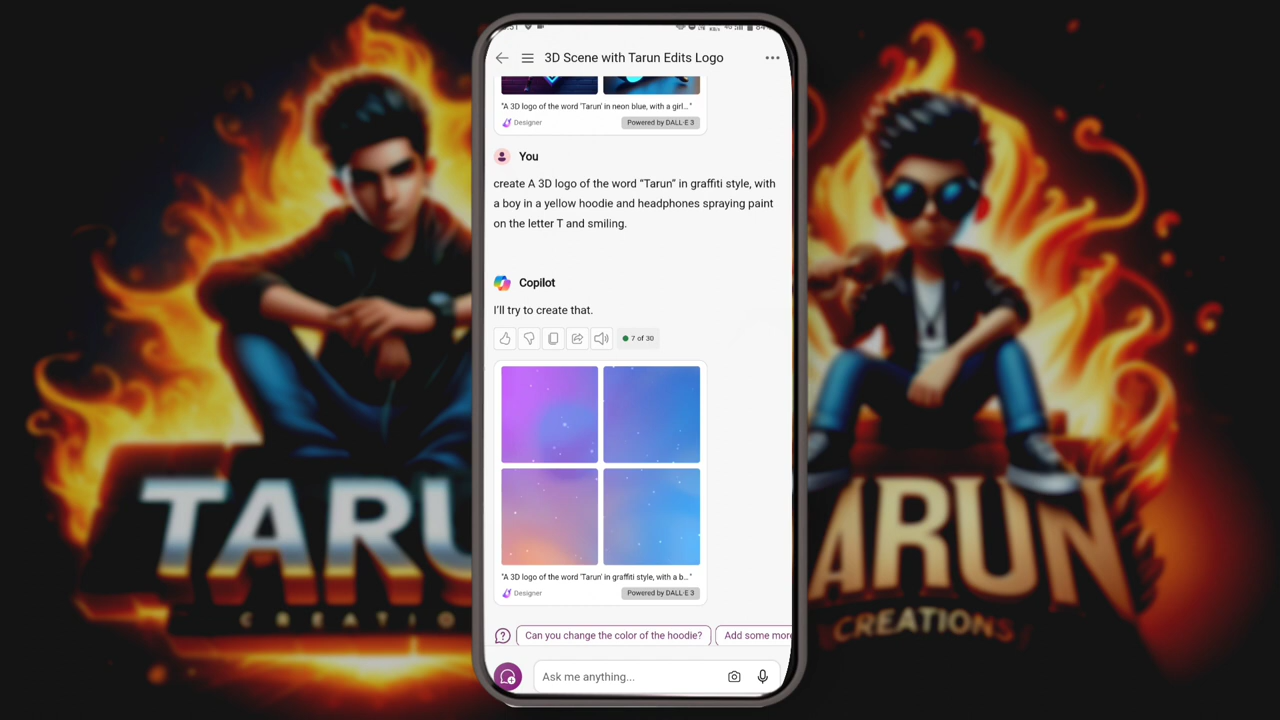 3D Scene with Tarun Edits Logo
"A 3D logo of the word 'Tarun' in neon blue, with a girl..."
Designer
Powered by DALL·E 3
You
create A 3D logo of the word “Tarun” in graffiti style, with
a boy in a yellow hoodie and headphones spraying paint
on the letter T and smiling.
Copilot
I'll try to create that.
7 of 30
"A 3D logo of the word 'Tarun' in graffiti style, with a b..."
Designer
Powered by DALL·E 3
Can you change the color of the hoodie?
Add some more
Ask me anything...
TARU
CREATIO
ARUN
CREATIONS